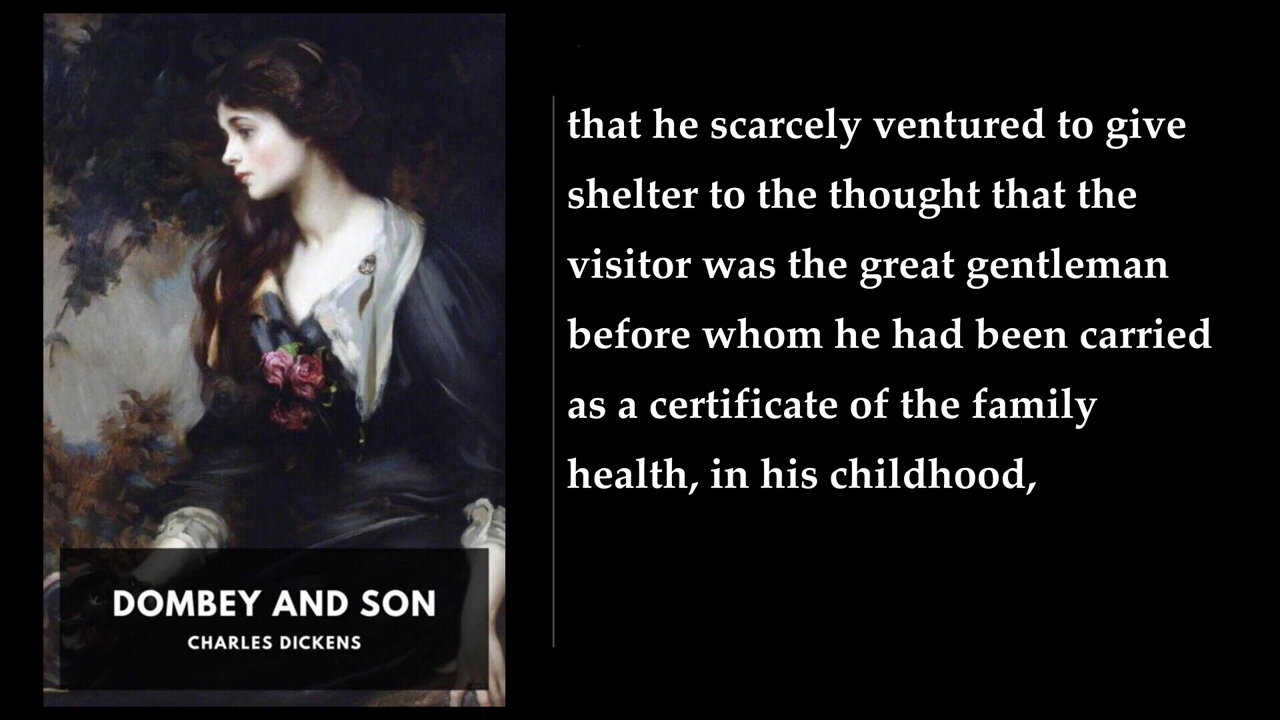 that he scarcely ventured to give
shelter to the thought that the
visitor was the great gentleman
before whom he had been carried
as a certificate of the family
health, in his childhood,
DOMBEY AND SON
CHARLES DICKENS